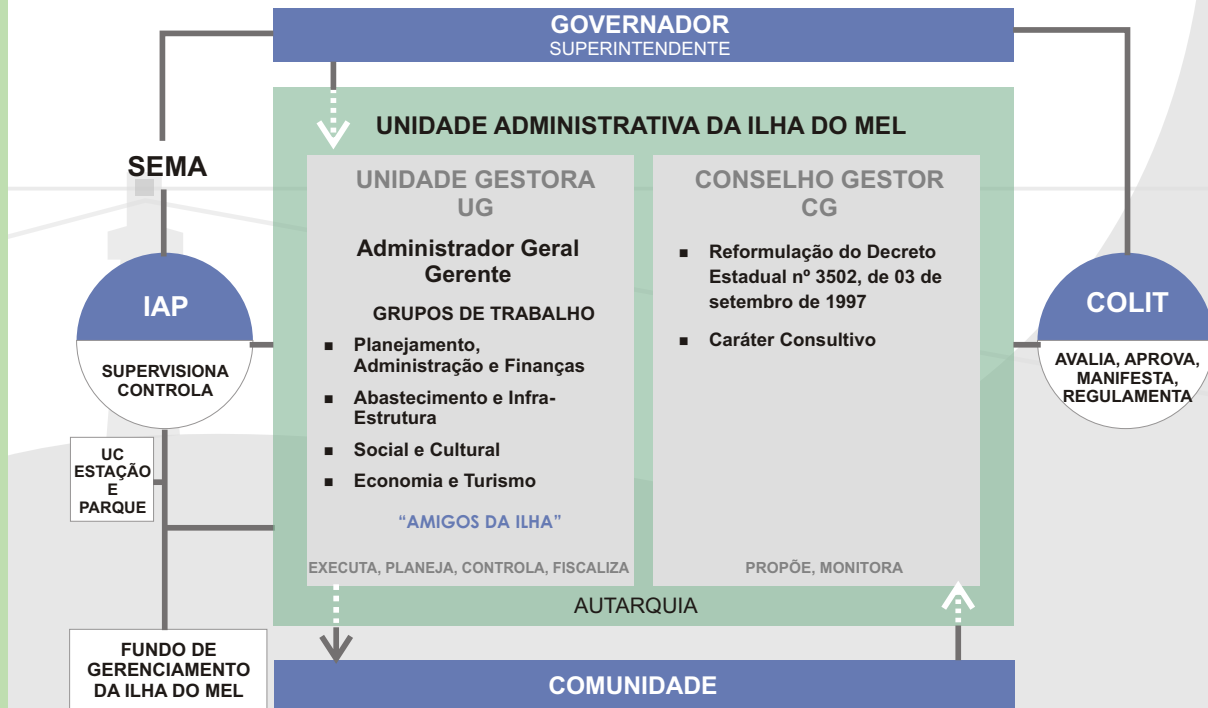 GOVERNADOR
SUPERINTENDENTE
UNIDADE ADMINISTRATIVA DA ILHA DO MEL
SEMA
IAP
SUPERVISIONA
CONTROLA
UC
ESTAÇÃO
E
PARQUE
FUNDO DE
GERENCIAMENTO
DA ILHA DO MEL
UNIDADE GESTORA
UG
Administrador Geral
Gerente
GRUPOS DE TRABALHO
■ Planejamento,
Administração e Finanças
■ Abastecimento e Infra-
Estrutura
■ Social e Cultural
■ Economia e Turismo
“AMIGOS DA ILHA”
EXECUTA, PLANEJA, CONTROLA, FISCALIZA
CONSELHO GESTOR
CG
■ Reformulação do Decreto
Estadual nº 3502, de 03 de
setembro de 1997
■ Caráter Consultivo
PROPÕE, MONITORA
AUTARQUIA
COLIT
AVALIA, APROVA,
MANIFESTA,
REGULAMENTA
COMUNIDADE